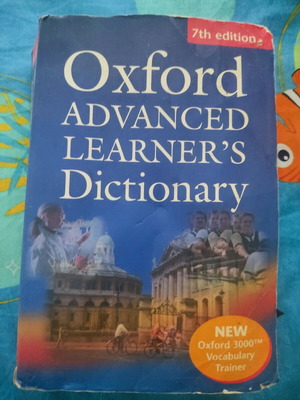 7th edition
Oxford
ADVANCED
LEARNER'S
Dictionary
NEW
Oxford 3000™
Vocabulary
Trainer